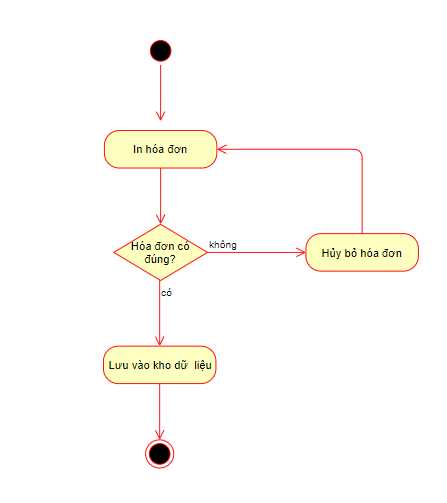 In hóa đơn
Hóa đơn có
đúng?
không
Hủy bỏ hóa đơn
có
Lưu vào kho dữ liệu